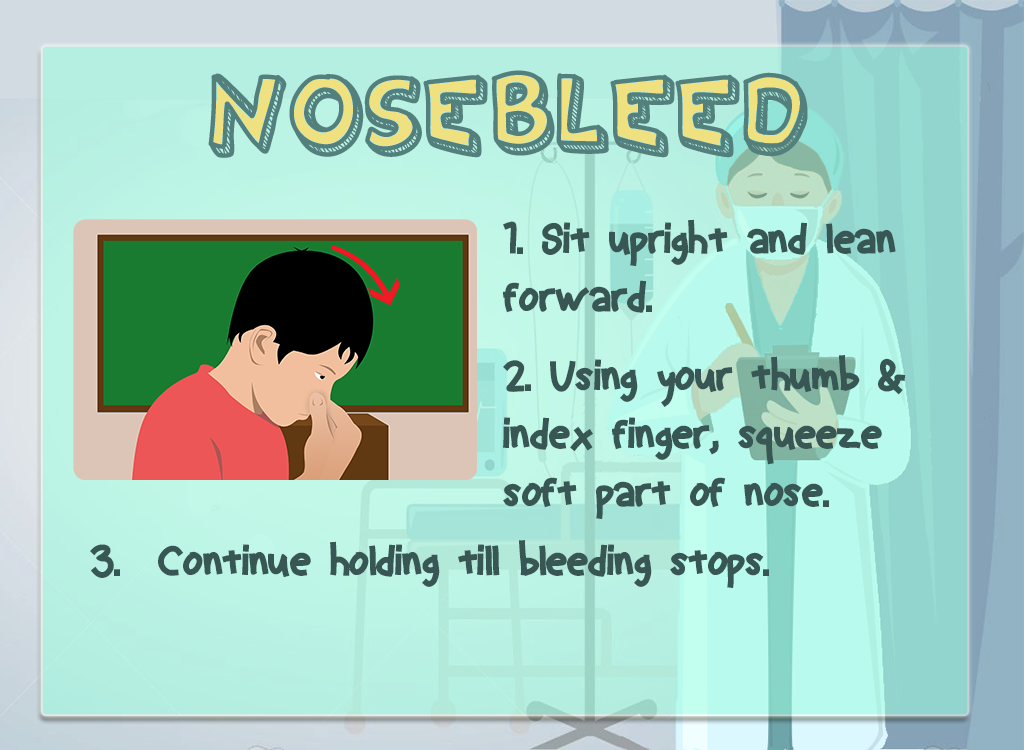 NOSEBLEED
1. Sit upright and lean
forward.
2. Using your thumb &
index finger, squeeze
soft part of nose.
3. Continue holding till bleeding stops.